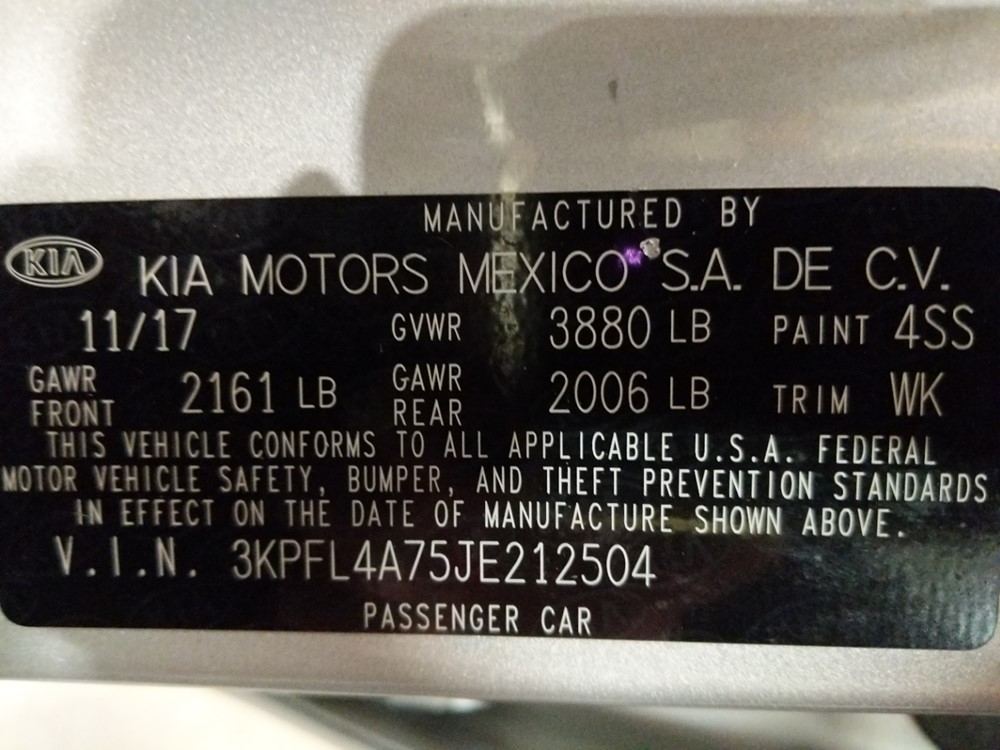 MANUFACTURED BY
KIA KIA MOTORS MEXICO S.A. DE C.V.
11/17 GVWR 3880 LB PAINT 4SS
GAWR FRONT 2161 LB GAWR REAR 2006 LB TRIM WK
THIS VEHICLE CONFORMS TO ALL APPLICABLE U.S.A. FEDERAL
MOTOR VEHICLE SAFETY, BUMPER, AND THEFT PREVENTION STANDARDS
IN EFFECT ON THE DATE OF MANUFACTURE SHOWN ABOVE.
V.I.N. 3KPFL4A75JE212504
PASSENGER CAR